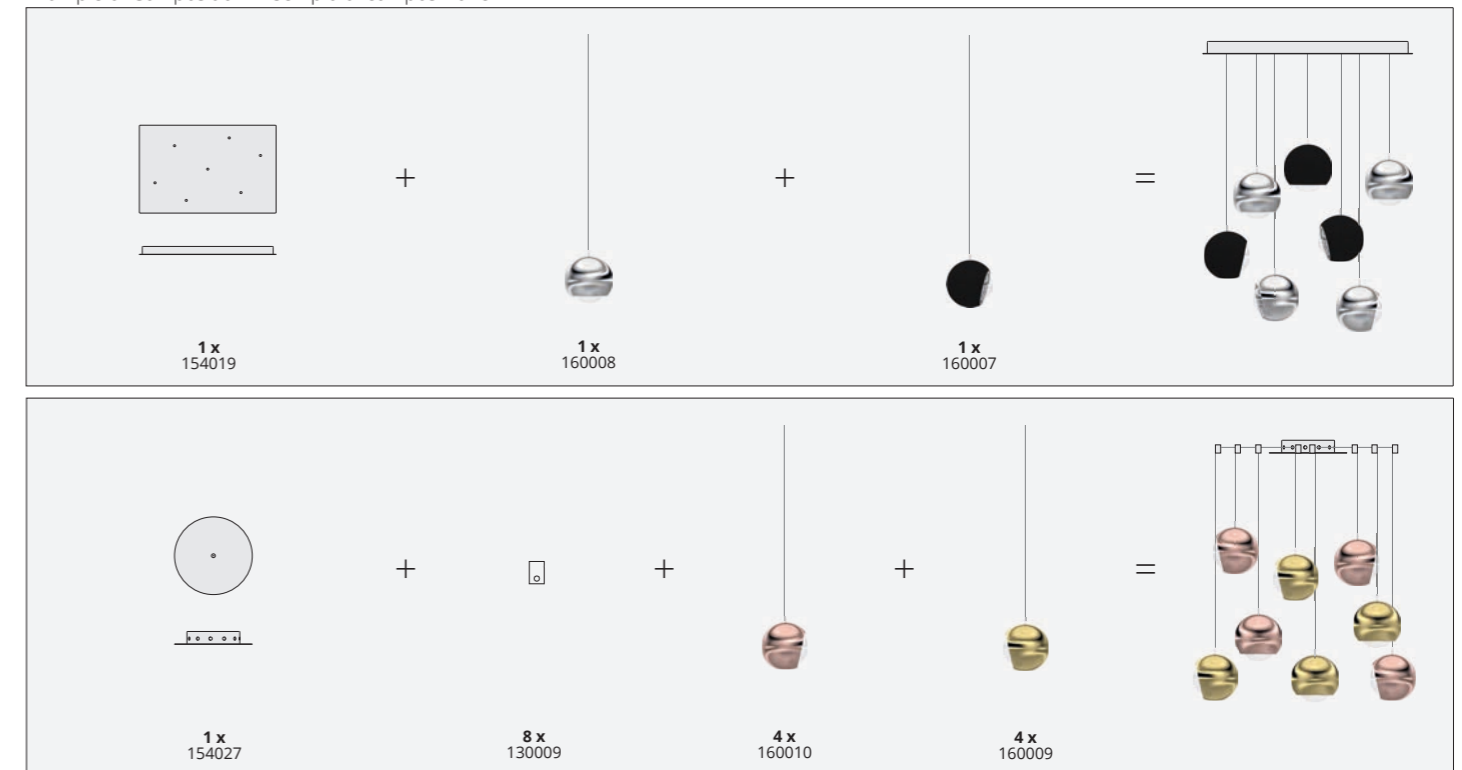 + + =
1 x
154019
1 x
160008
1 x
160007
+ + + =
1 x
154027
8 x
130009
4 x
160010
4 x
160009